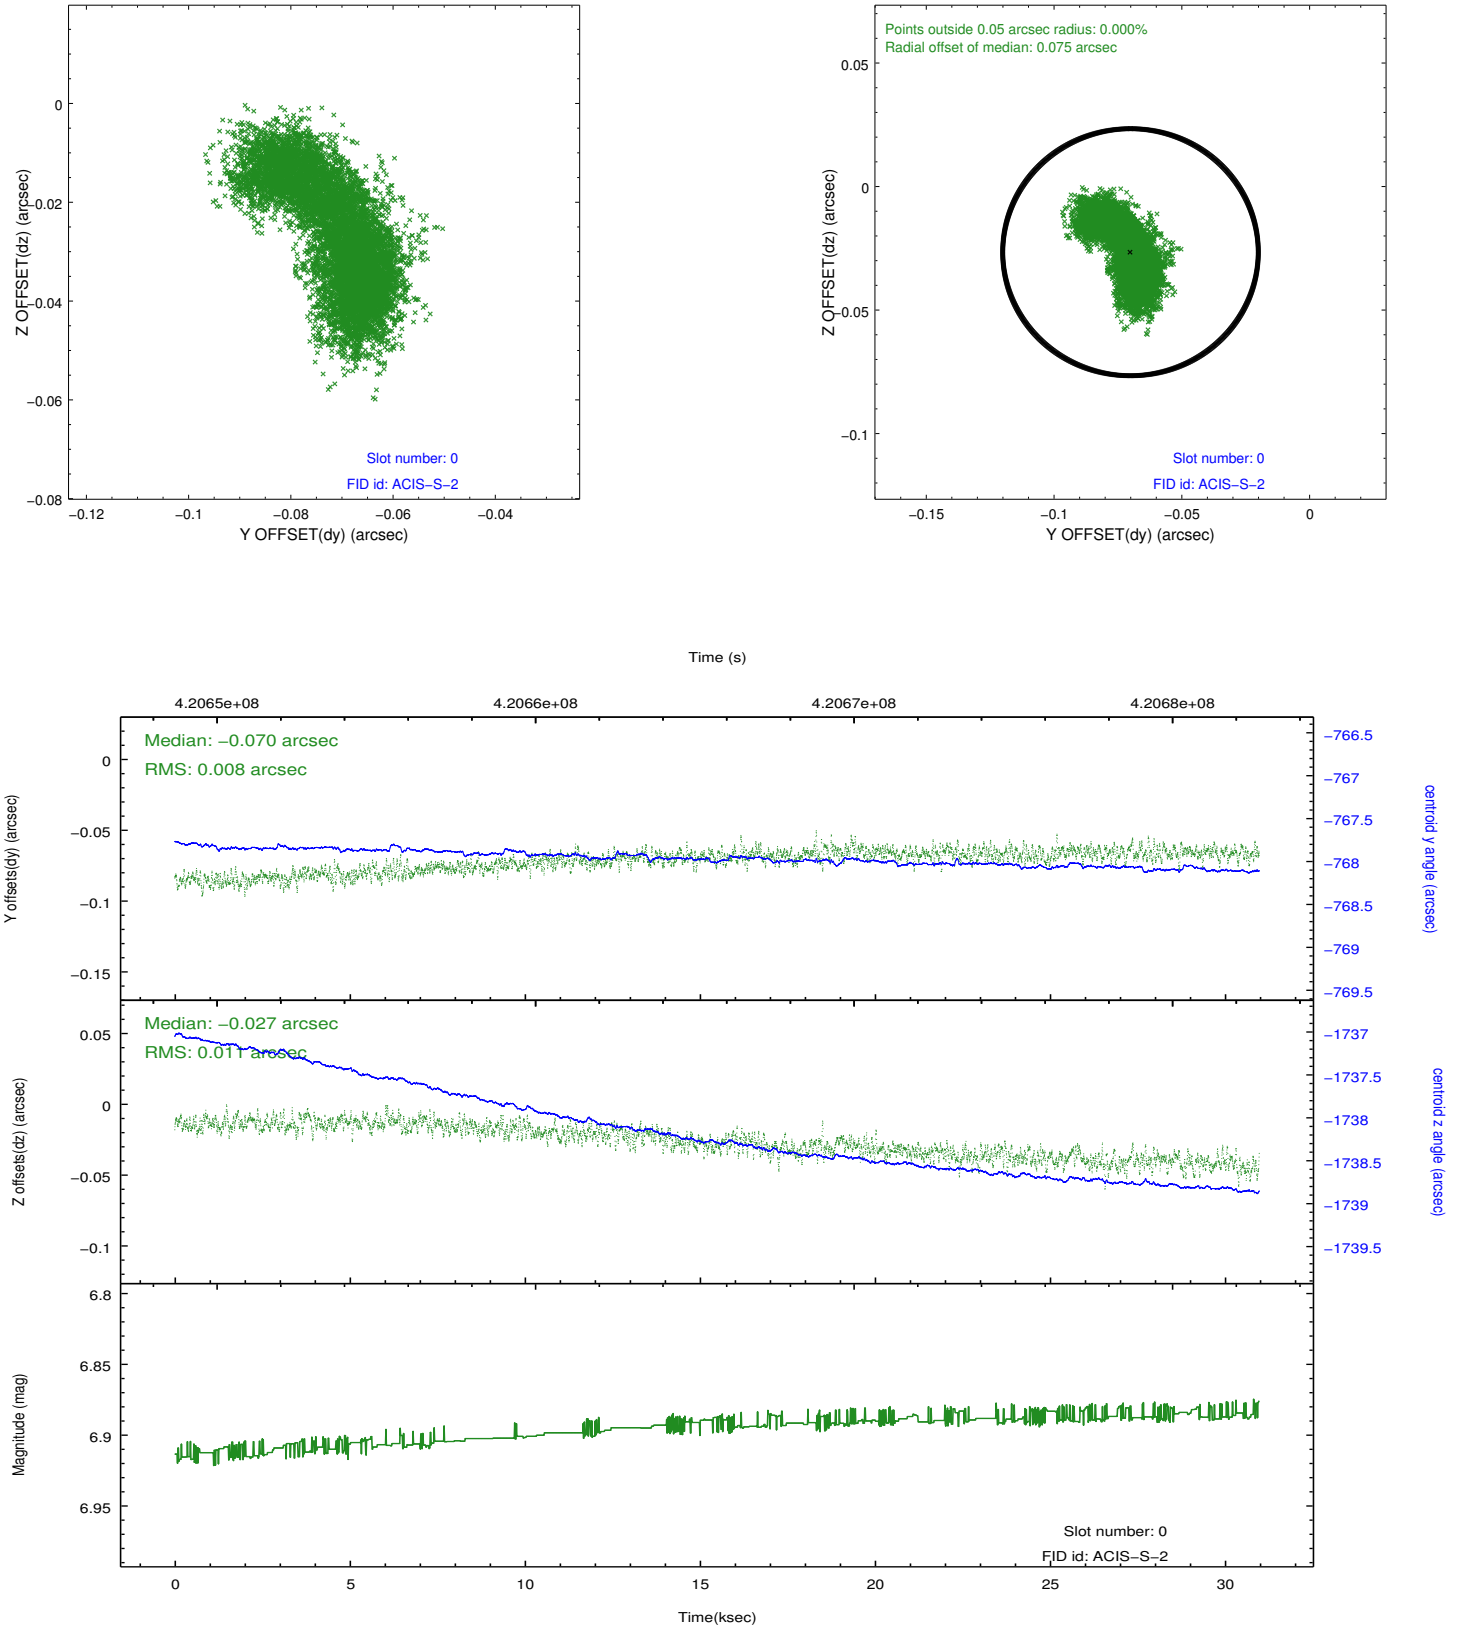 0
−0.02
−0.04
−0.06
−0.08
Z OFFSET(dz) (arcsec)
Slot number: 0
FID id: ACIS−S−2
−0.12
−0.1
−0.08
−0.06
−0.04
Y OFFSET(dy) (arcsec)
Points outside 0.05 arcsec radius: 0.000%
Radial offset of median: 0.075 arcsec
0.05
0
−0.05
−0.1
Z OFFSET(dz) (arcsec)
Slot number: 0
FID id: ACIS−S−2
−0.15
−0.1
−0.05
0
Y OFFSET(dy) (arcsec)
Time (s)
4.2065e+08
4.2066e+08
4.2067e+08
4.2068e+08
Median: −0.070 arcsec
RMS: 0.008 arcsec
0
−0.05
−0.1
−0.15
Y offsets(dy) (arcsec)
−766.5
−767
−767.5
−768
−768.5
−769
−769.5
centroid y angle (arcsec)
Median: −0.027 arcsec
RMS: 0.011 arcsec
0.05
0
−0.05
−0.1
Z offsets(dz) (arcsec)
−1737
−1737.5
−1738
−1738.5
−1739
−1739.5
centroid z angle (arcsec)
6.8
6.85
6.9
6.95
Magnitude (mag)
Slot number: 0
FID id: ACIS−S−2
0
5
10
15
20
25
30
Time(ksec)